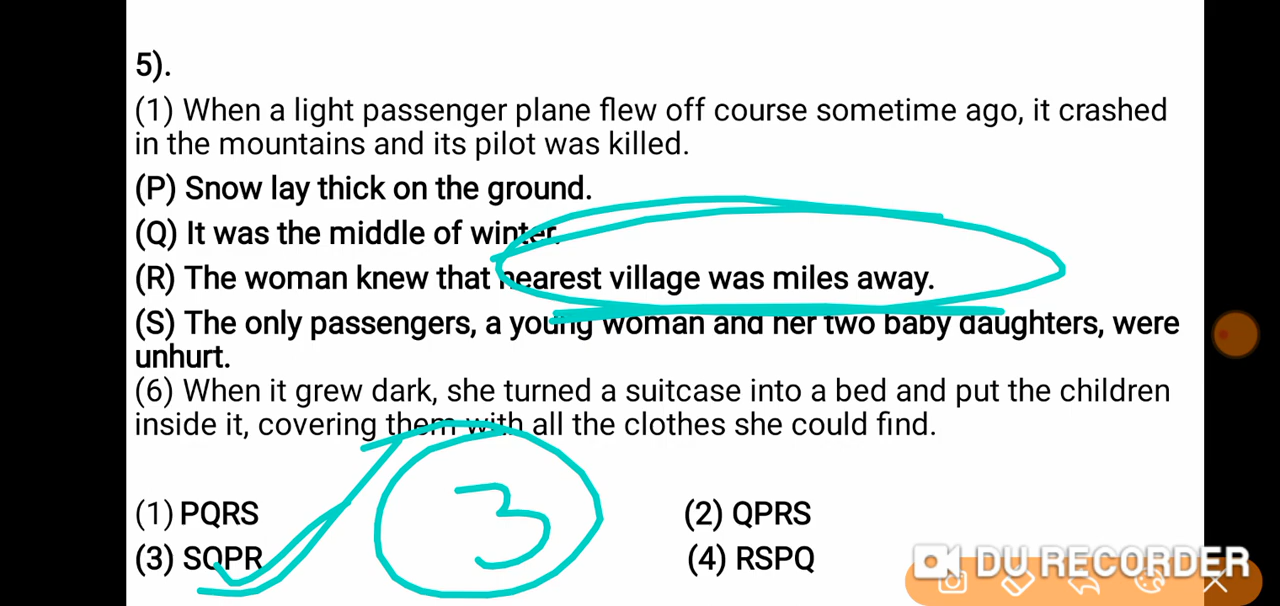 5).
(1) When a light passenger plane flew off course sometime ago, it crashed
in the mountains and its pilot was killed.
(P) Snow lay thick on the ground.
(Q) It was the middle of winter.
(R) The woman knew that nearest village was miles away.
(S) The only passengers, a young woman and her two baby daughters, were
unhurt.
(6) When it grew dark, she turned a suitcase into a bed and put the children
inside it, covering them with all the clothes she could find.
3
(1) PQRS (2) QPRS
(3) SQPR (4) RSPQ
DU RECORDER